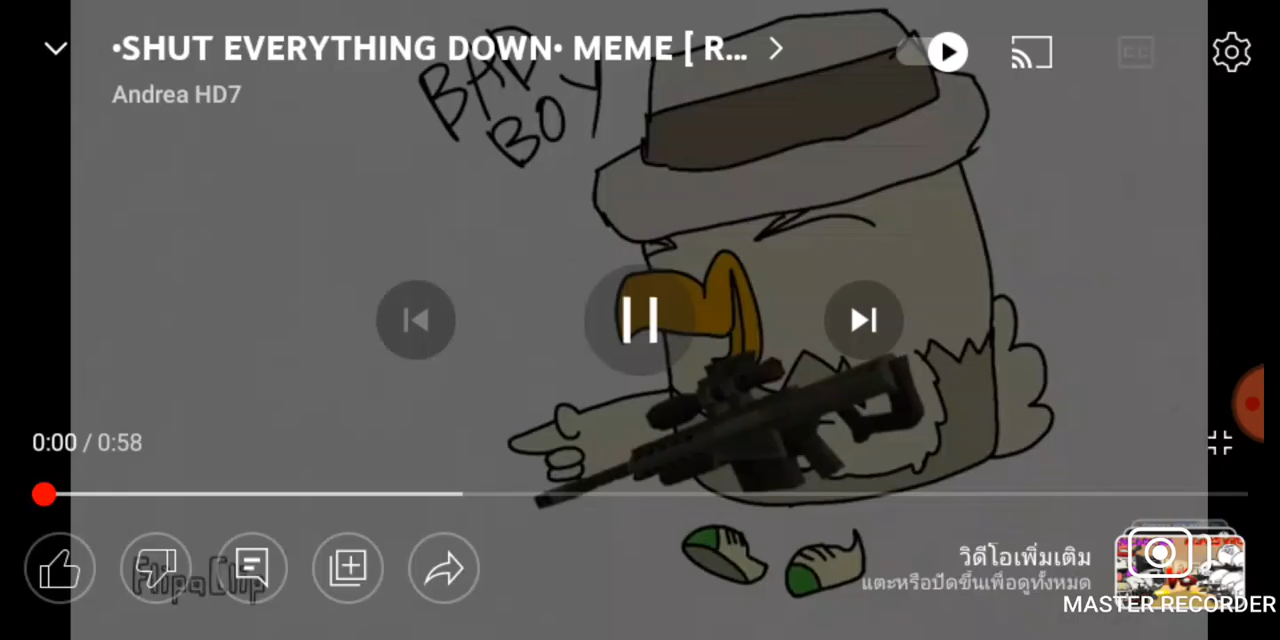 •SHUT EVERYTHING DOWN• MEME [ R...
Andrea HD7
BAD
BOY
CC
0:00 / 0:58
FlipaClip
วิดีโอเพิ่มเติม
แตะหรือปัดขึ้นเพื่อดูทั้งหมด
MASTER RECORDER